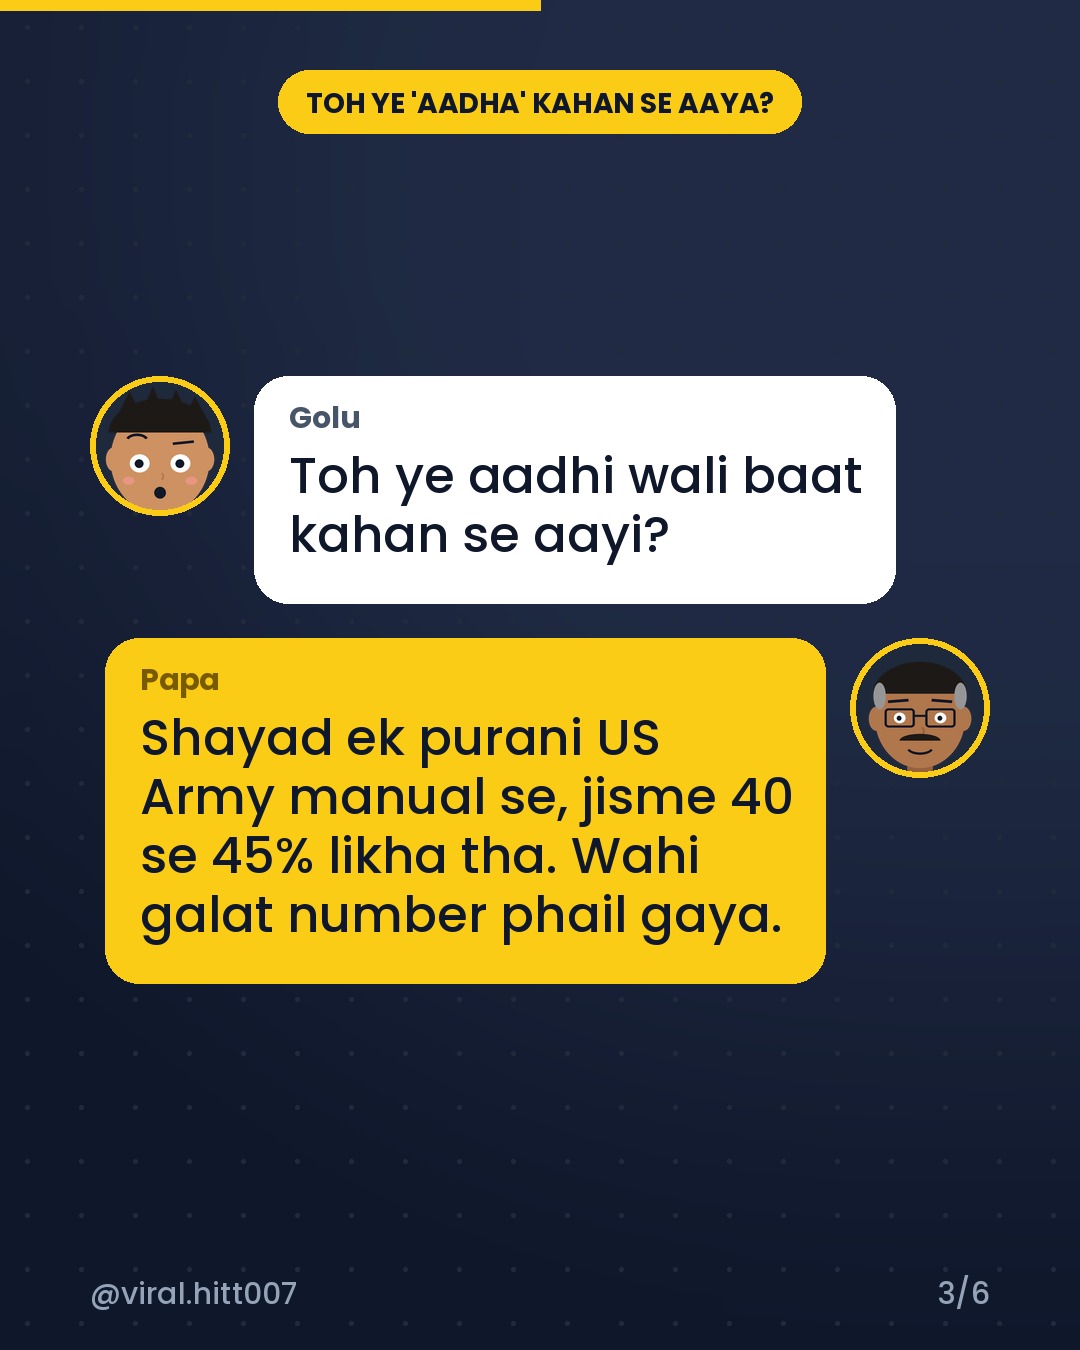 TOH YE 'AADHA' KAHAN SE AAYA?
Golu
Toh ye aadhi wali baat
kahan se aayi?
Papa
Shayad ek purani US
Army manual se, jisme 40
se 45% likha tha. Wahi
galat number phail gaya.
@viral.hitt007
3/6